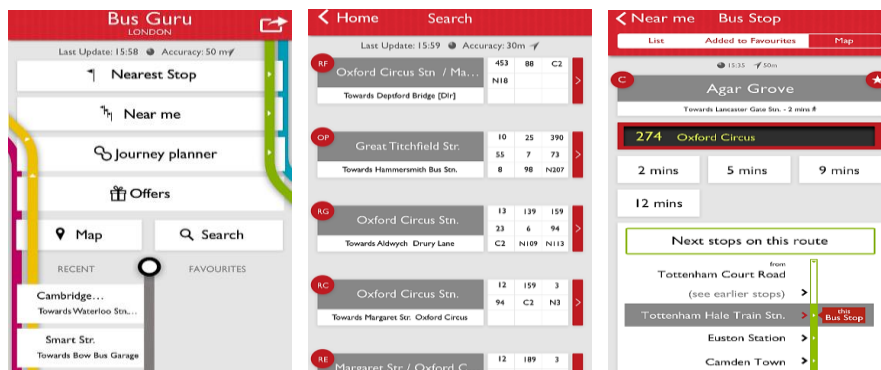 Bus Guru
LONDON
Last Update: 15:58 Accuracy: 50 m
Nearest Stop
Near me
Journey planner
Offers
Map
Search
RECENT
FAVOURITES
Cambridge...
Towards Waterloo Stn,...
Smart Str.
Towards Bow Bus Garage
Home
Search
Last Update: 15:59 Accuracy: 30m
RF
Oxford Circus Stn / Ma...
453 88 C2
N18
Towards Deptford Bridge [Dlr]
OP
Great Titchfield Str.
10 25 390
55 7 73
8 98 N207
Towards Hammersmith Bus Stn.
RG
Oxford Circus Stn.
13 139 159
23 6 94
C2 N109 N113
Towards Aldwych Drury Lane
RC
Oxford Circus Stn.
12 159 3
94 C2 N3
Towards Margaret Str. Oxford Circus
RE
Margaret Str / Oxford C...
12 189 3
Near me
Bus Stop
List
Added to Favourites
Map
15:35 50m
C
Agar Grove
Towards Lancaster Gate Stn. - 2 mins
274 Oxford Circus
2 mins
5 mins
9 mins
12 mins
Next stops on this route
from
Tottenham Court Road
(see earlier stops)
Tottenham Hale Train Stn.
this
Bus Stop
Euston Station
Camden Town